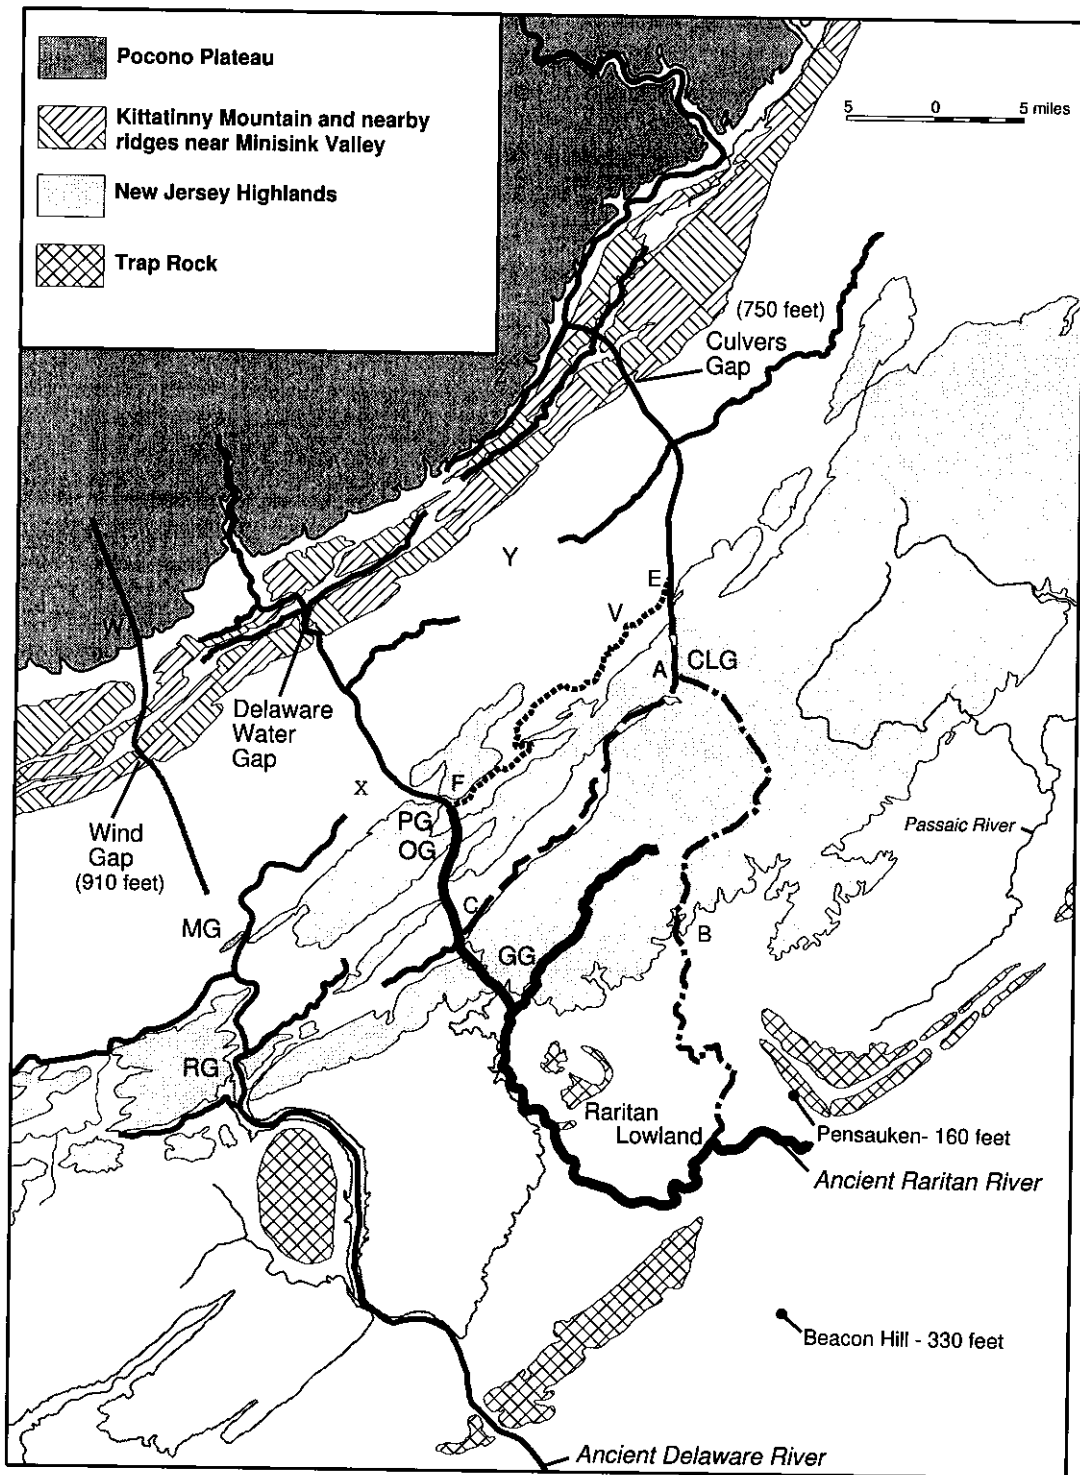 Pocono Plateau
Kittatinny Mountain and nearby
ridges near Minisink Valley
New Jersey Highlands
Trap Rock
5 0 5 miles
(750 feet)
Culvers
Gap
Y
E
V
W
A CLG
Delaware
Water
Gap
X
F
PG
OG
Wind
Gap
(910 feet)
Passaic River
MG
C
B
GG
RG
Raritan
Lowland
Pensauken- 160 feet
Ancient Raritan River
Beacon Hill - 330 feet
Ancient Delaware River